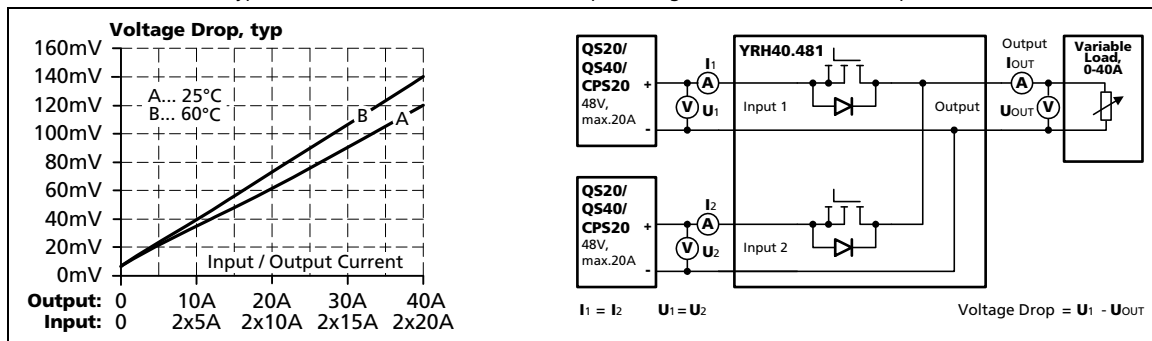 Voltage Drop, typ
160mV
140mV
120mV
100mV
80mV
60mV
40mV
20mV
0mV
A... 25°C
B... 60°C
B
A
Input / Output Current
Output: 0 10A 20A 30A 40A
Input: 0 2x5A 2x10A 2x15A 2x20A
QS20/
QS40/
CPS20
48V,
max.20A
+
-
I1
A
V
U1
YRH40.481
Input 1
Output
Output
IOUT
A
UOUT
V
Variable
Load,
0-40A
QS20/
QS40/
CPS20
48V,
max.20A
+
-
I2
A
V
U2
Input 2
I1 = I2 U1 = U2
Voltage Drop = U1 - UOUT